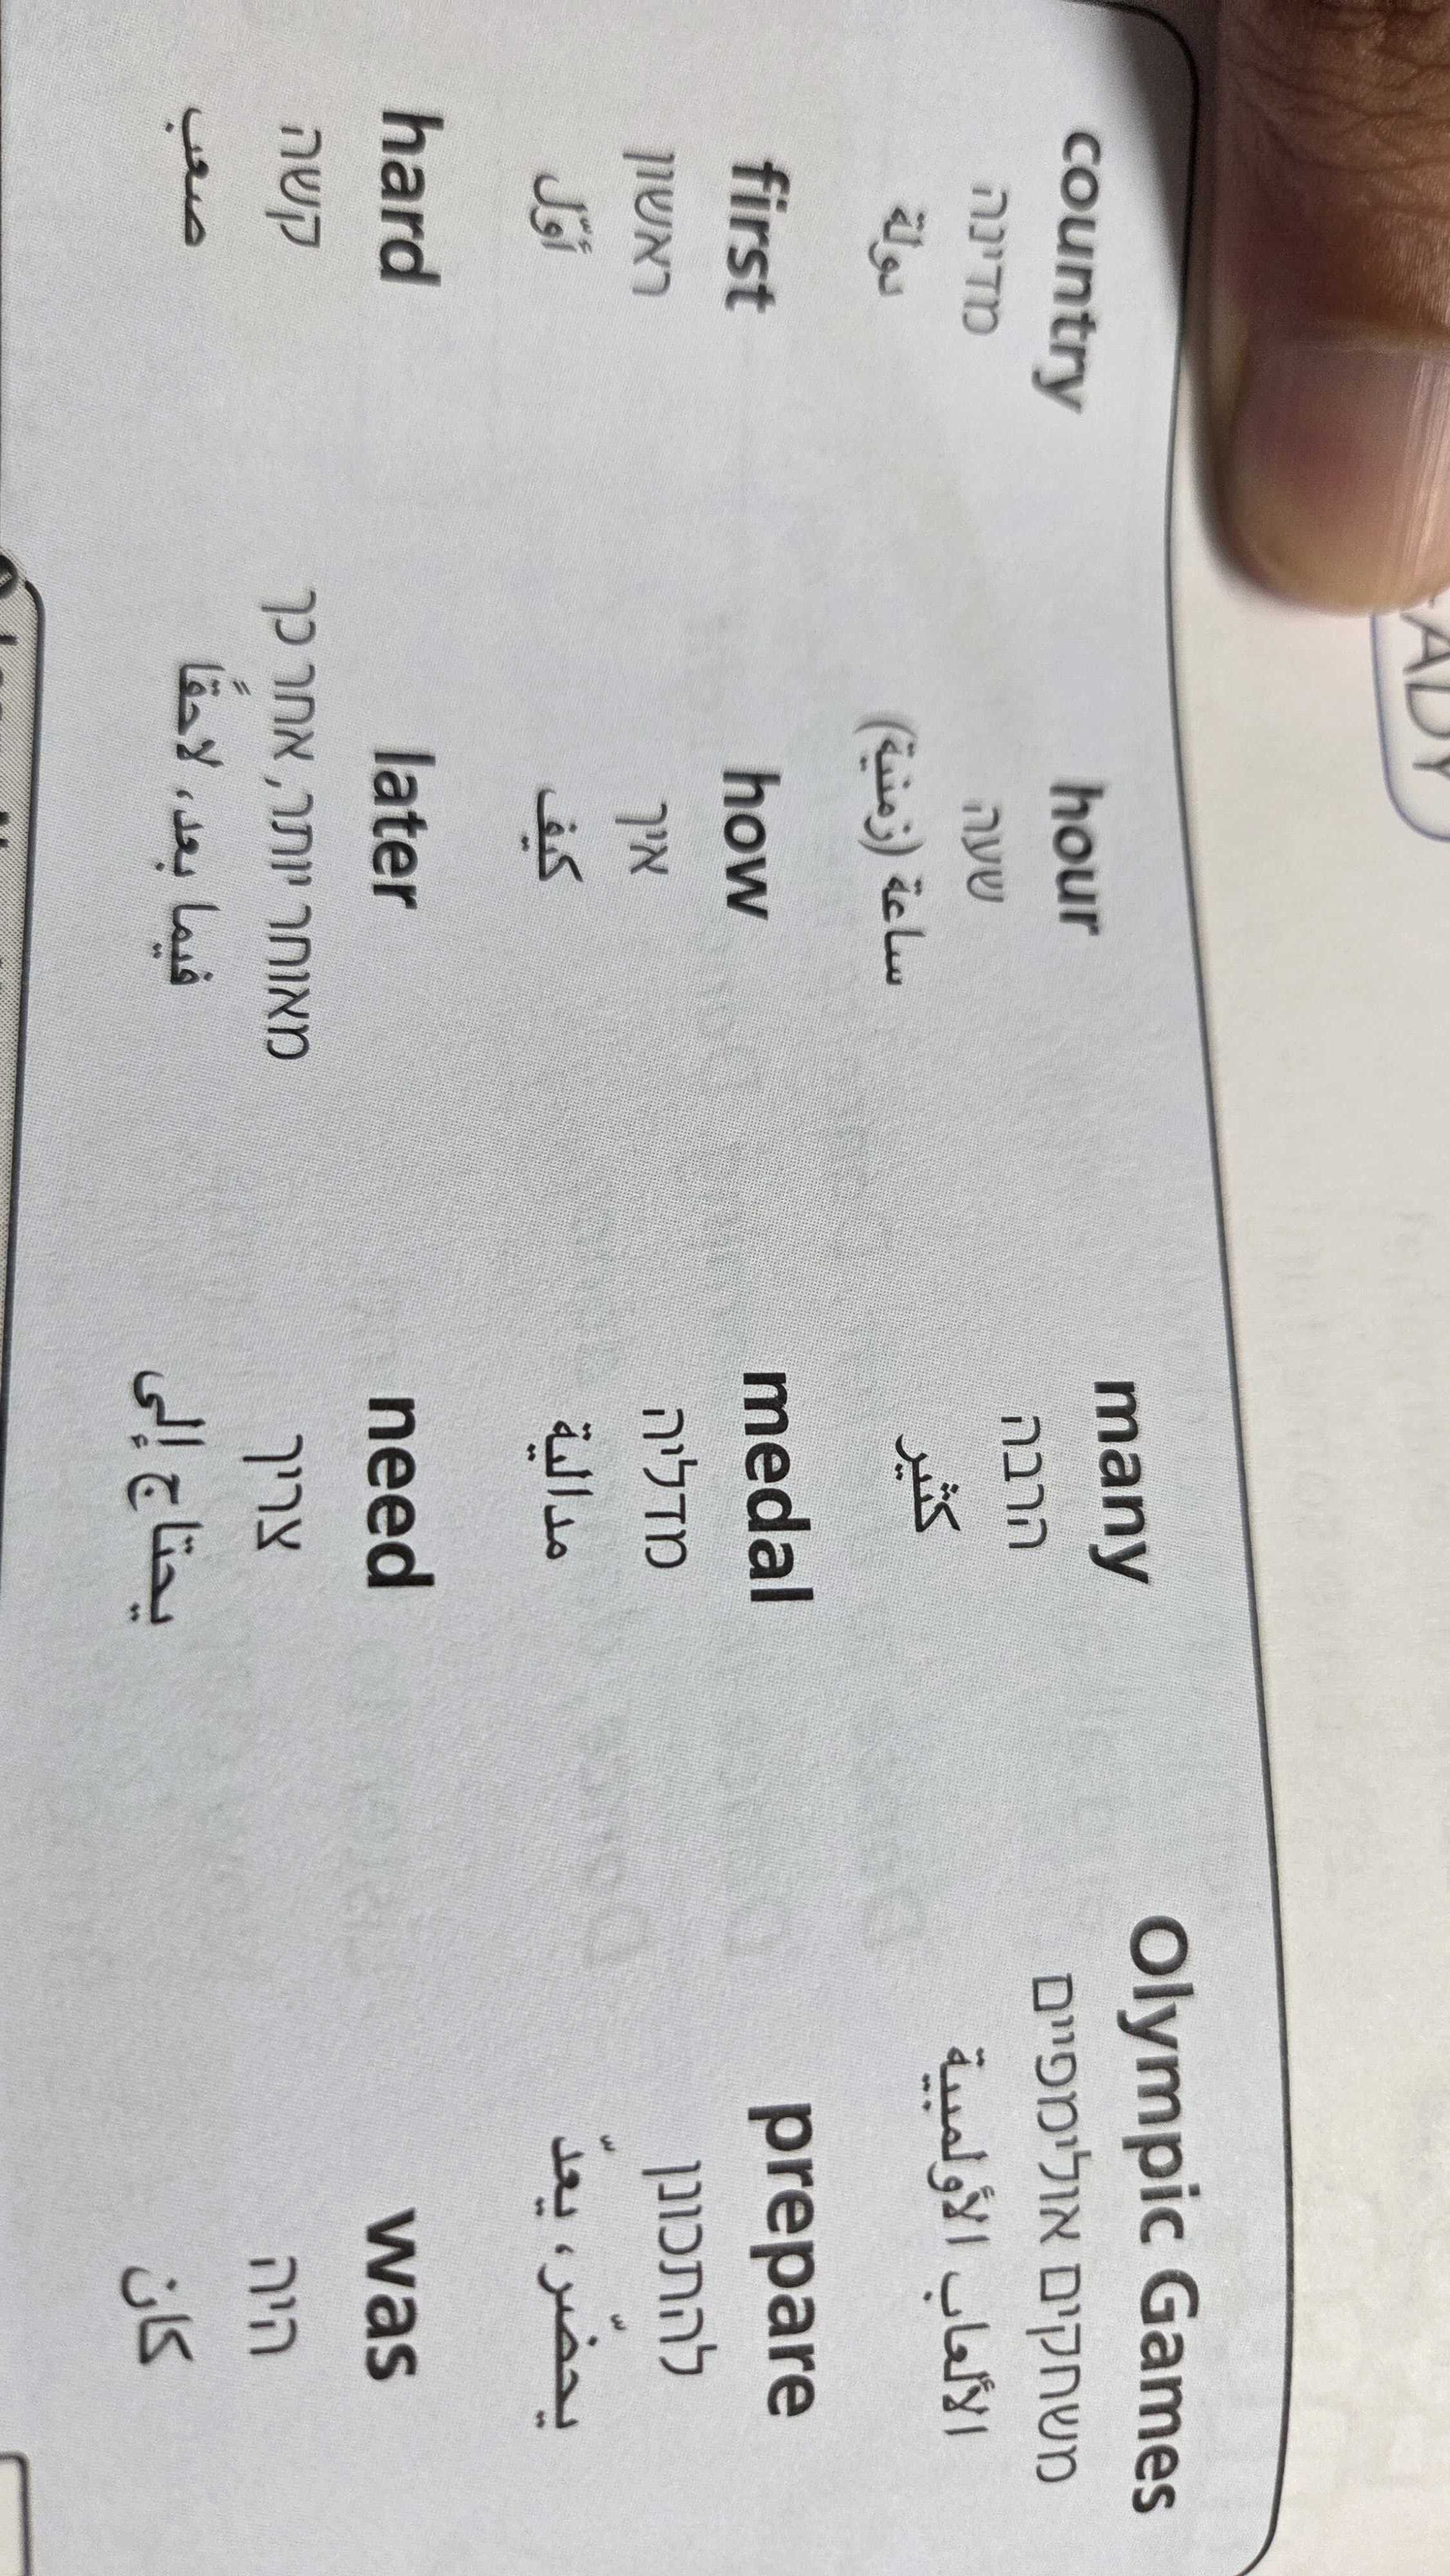 ADY
country
מדינה
دولة
first
ראשון
أوّل
hard
קשה
صعب
hour
שעה
ساعة (زمنية)
how
איך
كيف
later
מאוחר יותר, אחר כך
فيما بعد، لاحقًا
many
הרבה
كثير
medal
מדליה
مدالية
need
צריך
يحتاج إلى
Olympic Games
משחקים אולימפיים
الألعاب الأولمبية
prepare
להתכונן
يحضّر، يعدّ
was
היה
كان